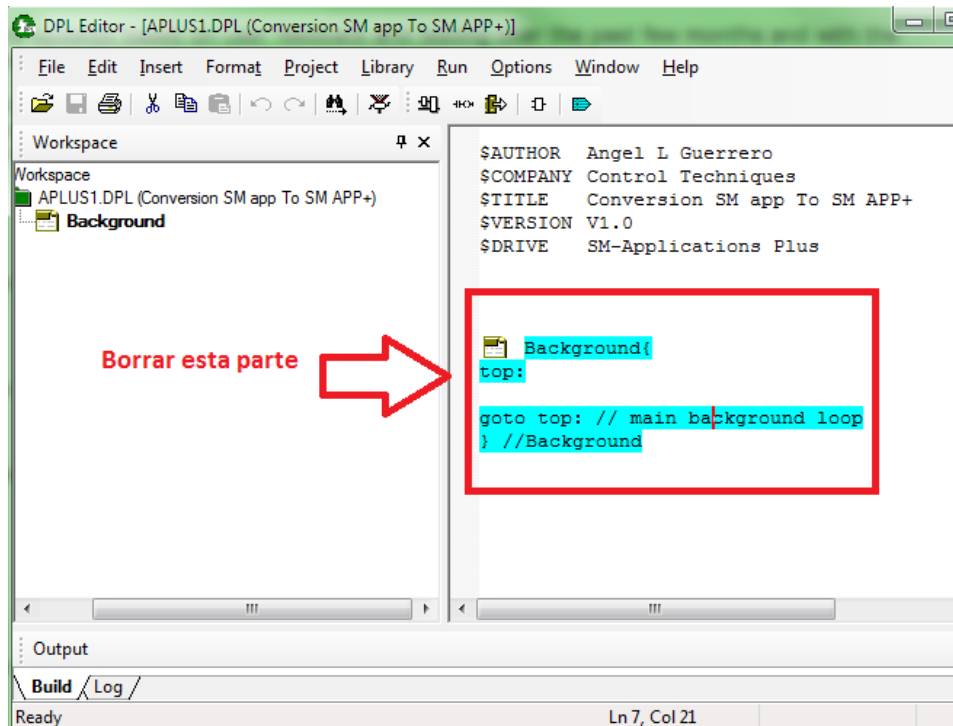 DPL Editor - [APLUS1.DPL (Conversion SM app To SM APP+)]
File Edit Insert Format Project Library Run Options Window Help
Workspace
Workspace
APLUS1.DPL (Conversion SM app To SM APP+)
Background
$AUTHOR Angel L Guerrero
$COMPANY Control Techniques
$TITLE Conversion SM app To SM APP+
$VERSION V1.0
$DRIVE SM-Applications Plus
Borrar esta parte
Background{
top:
goto top: // main background loop
} //Background
Output
Build Log
Ready Ln 7, Col 21